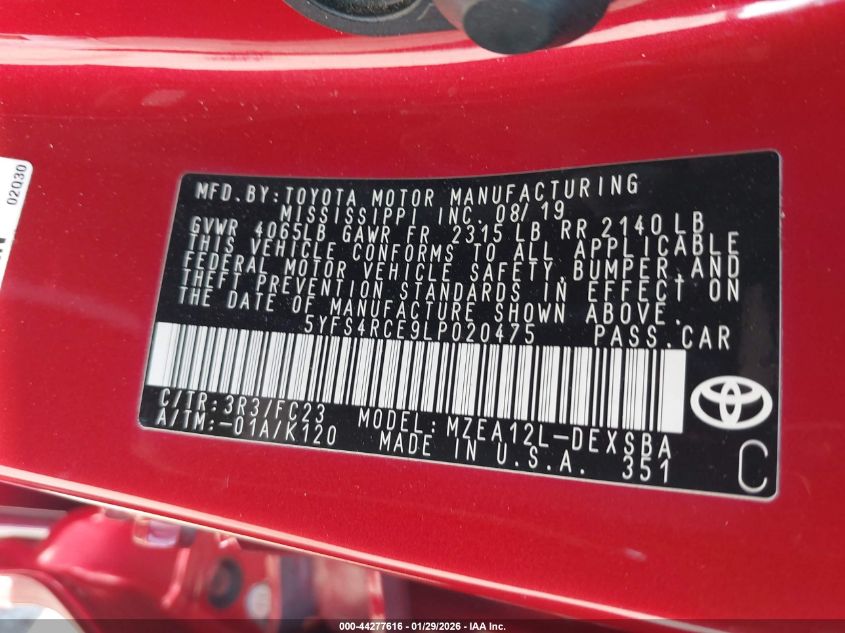 02Q30
MFD.BY:TOYOTA MOTOR MANUFACTURING
MISSISSIPPI INC. 08/19
GVWR 4065LB GAWR FR 2315LB RR 2140LB
THIS VEHICLE CONFORMS TO ALL APPLICABLE
FEDERAL MOTOR VEHICLE SAFETY,BUMPER,AND
THEFT PREVENTION STANDARDS IN EFFECT ON
THE DATE OF MANUFACTURE SHOWN ABOVE.
5YFS4RCE9LP020475 PASS.CAR
C/TR:3R3/FC23 MODEL:MZEA12L-DEXSBA
A/TM:-01A/K120 MADE IN U.S.A. 351
C
000-44277616 - 01/29/2026 - IAA Inc.